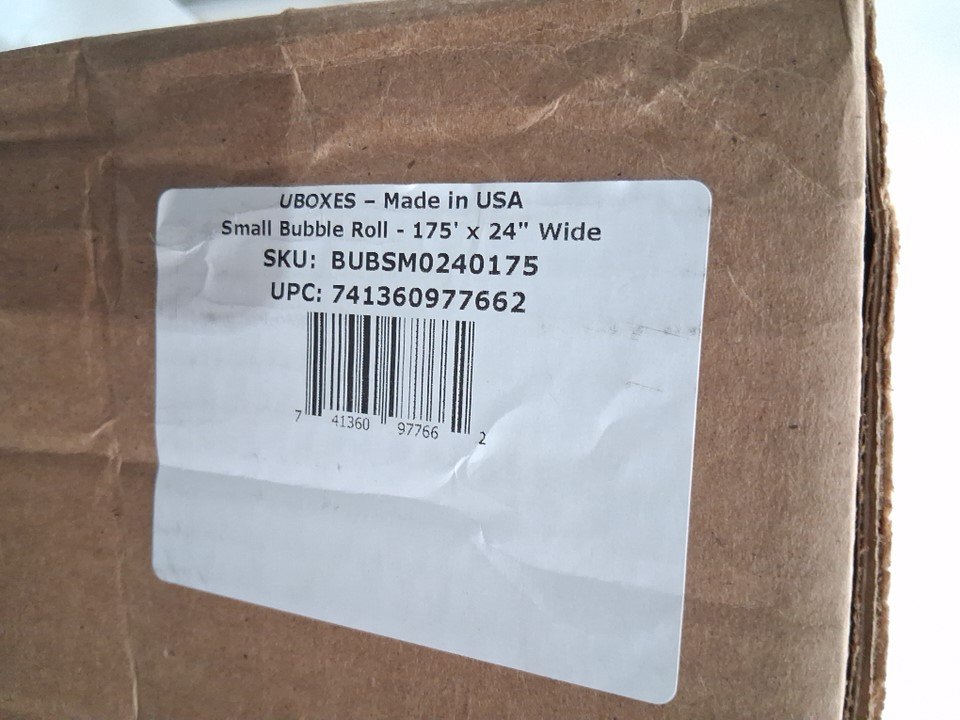 UBOXES – Made in USA
Small Bubble Roll - 175' x 24" Wide
SKU: BUBSM0240175
UPC: 741360977662
7 41360 97766 2